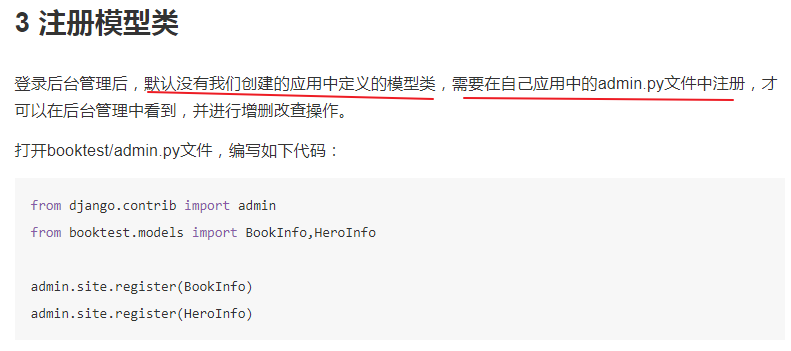 3 注册模型类
登录后台管理后，默认没有我们创建的应用中定义的模型类，需要在自己应用中的admin.py文件中注册，才
可以在后台管理中看到，并进行增删改查操作。
打开booktest/admin.py文件，编写如下代码：
from django.contrib import admin
from booktest.models import BookInfo,HeroInfo
admin.site.register(BookInfo)
admin.site.register(HeroInfo)